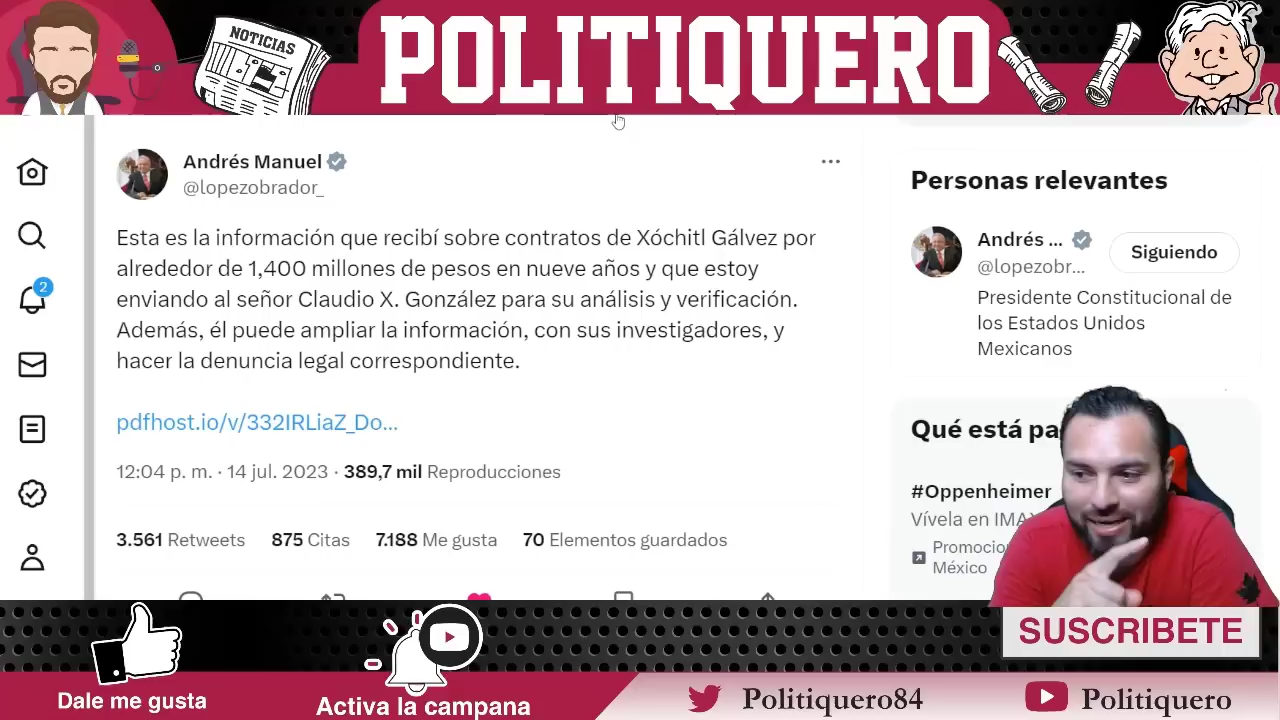 NOTICIAS
POLITIQUERO
Andrés Manuel
@lopezobrador_
Esta es la información que recibí sobre contratos de Xóchitl Gálvez por
alrededor de 1,400 millones de pesos en nueve años y que estoy
enviando al señor Claudio X. González para su análisis y verificación.
Además, él puede ampliar la información, con sus investigadores, y
hacer la denuncia legal correspondiente.
pdfhost.io/v/332IRLiaZ_Do...
12:04 p. m. · 14 jul. 2023 · 389,7 mil Reproducciones
3.561 Retweets 875 Citas 7.188 Me gusta 70 Elementos guardados
2
Personas relevantes
Andrés ...
@lopezobr...
Siguiendo
Presidente Constitucional de
los Estados Unidos
Mexicanos
Qué está pa
#Oppenheimer
Vívela en IMAX
Promocio
México
SUSCRIBETE
Dale me gusta
Activa la campana
Politiquero84
Politiquero